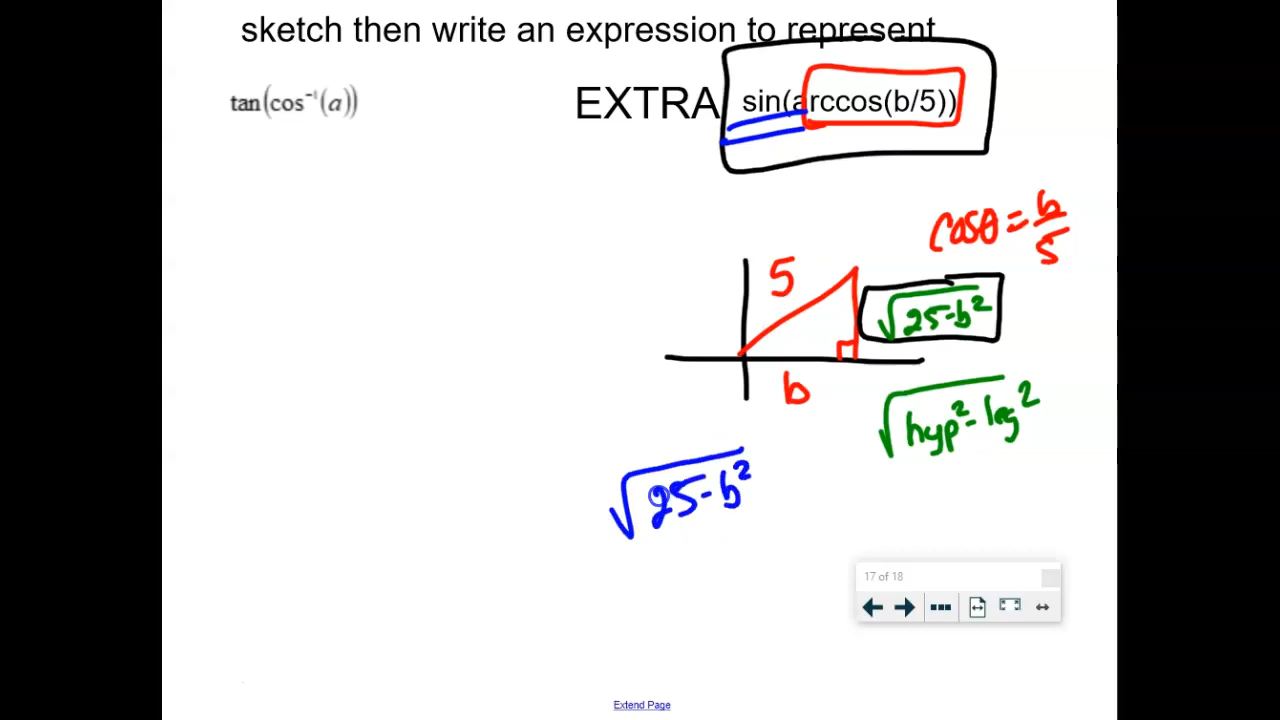 sketch then write an expression to represent
tan(cos⁻¹(a))
EXTRA sin(arccos(b/5))
cosθ = b/5
5
√25-b²
b
√hyp²-leg²
√25-b²
17 of 18
Extend Page